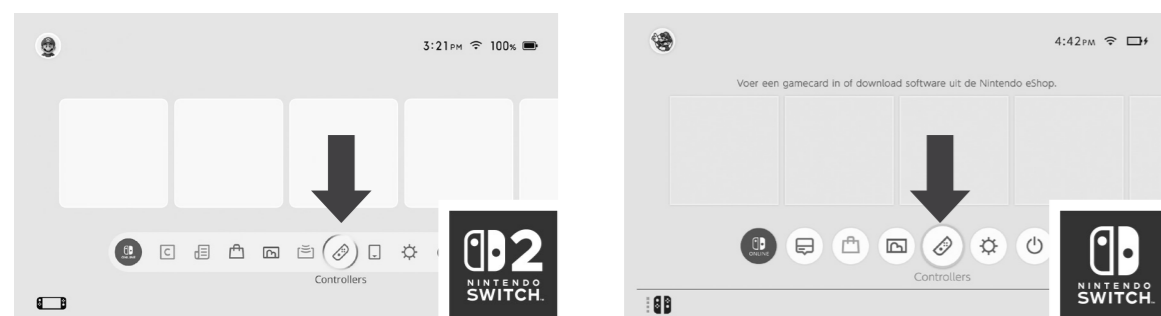 3:21PM 100%
ONLINE
C
Controllers
2
NINTENDO
SWITCH
4:42PM
Voer een gamecard in of download software uit de Nintendo eShop.
ONLINE
Controllers
NINTENDO
SWITCH